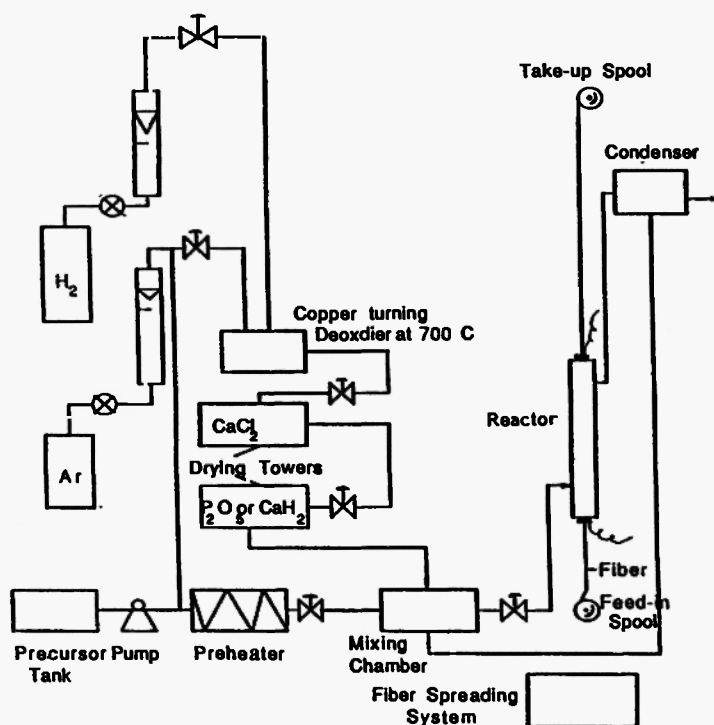 Take-up Spool
Condenser
H2
Copper turning
Deoxdier at 700 C
CaCl2
Reactor
Ar
Drying Towers
P2O5 or CaH2
Fiber
Feed-in
Spool
Precursor
Tank
Pump
Preheater
Mixing
Chamber
Fiber Spreading
System